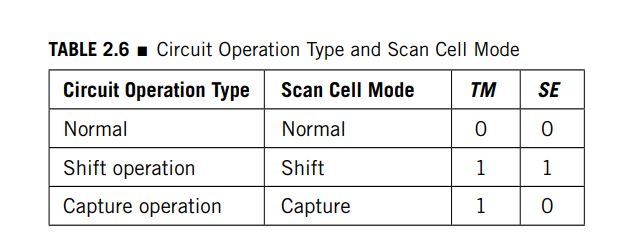 TABLE 2.6 ■ Circuit Operation Type and Scan Cell Mode
Circuit Operation Type Scan Cell Mode TM SE
Normal Normal 0 0
Shift operation Shift 1 1
Capture operation Capture 1 0